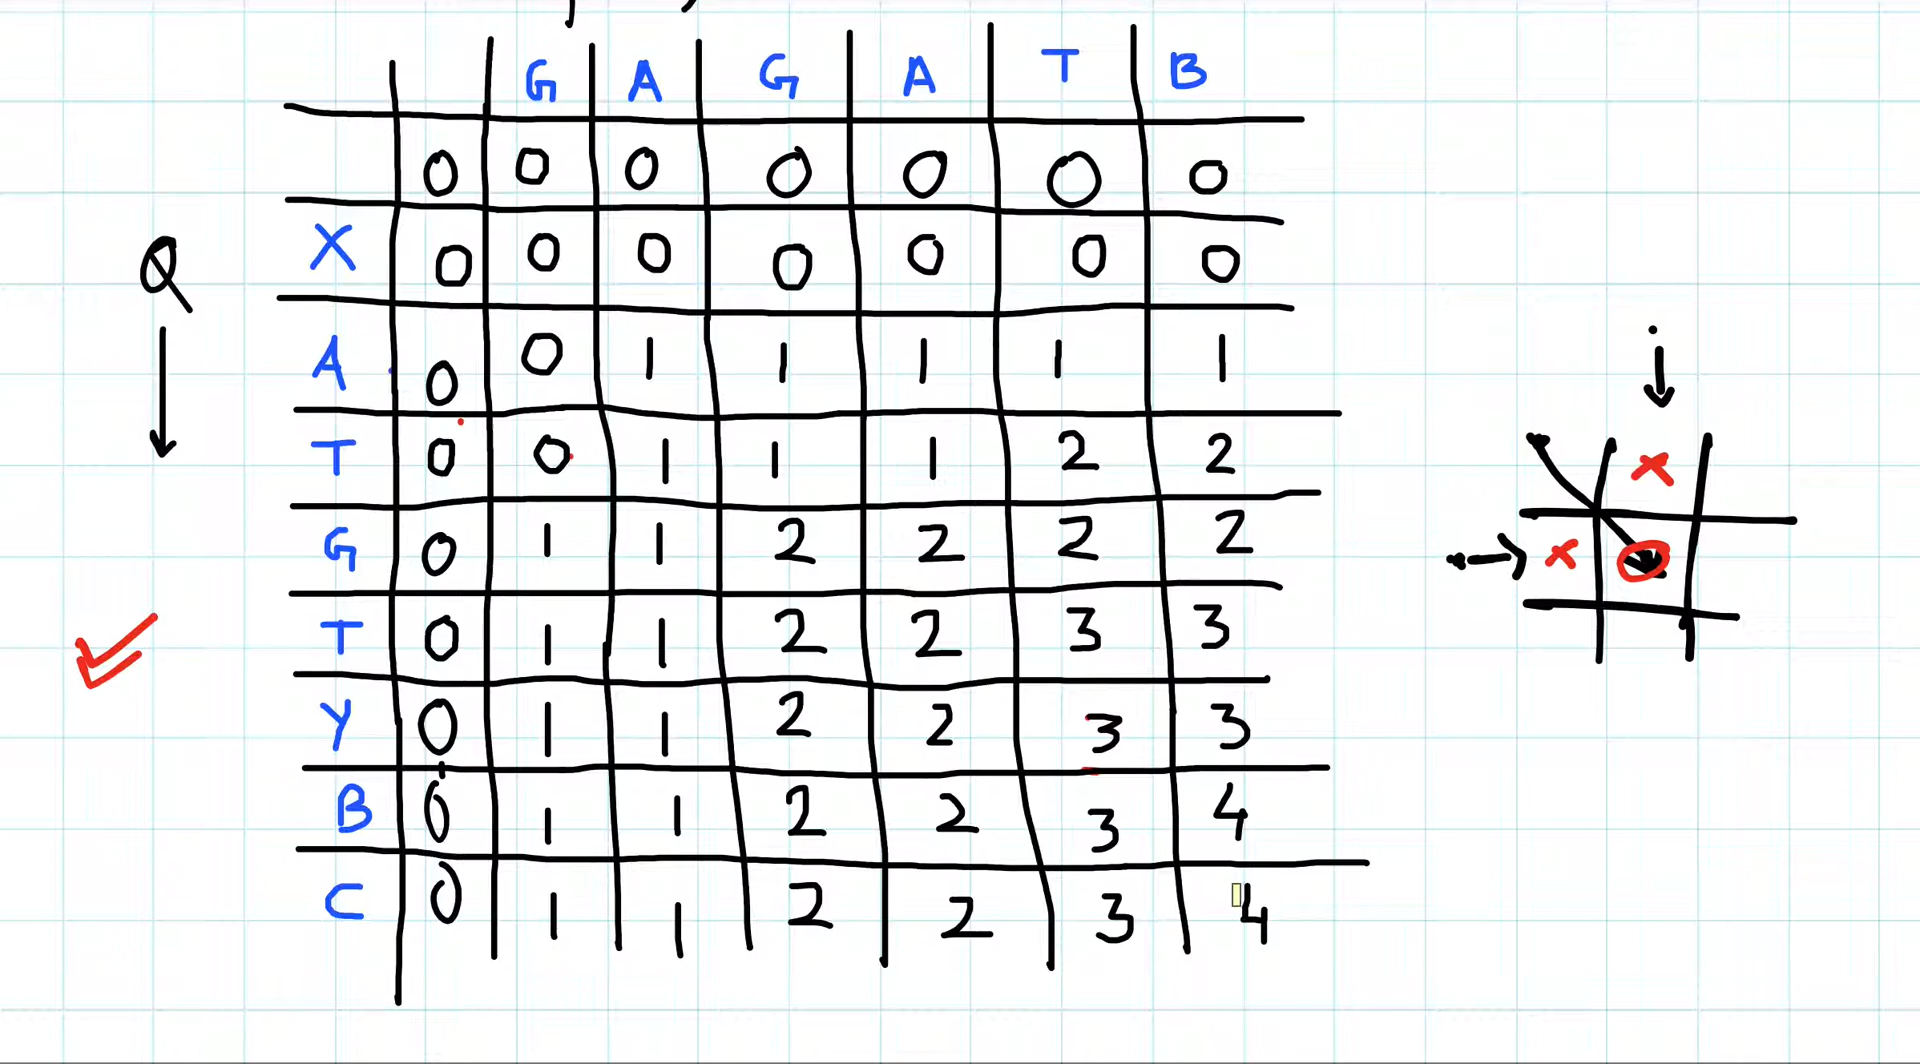 G A G A T B
0 0 0 0 0 0 0
X 0 0 0 0 0 0 0
Q
A 0 0 1 1 1 1 1
i
T 0 0 1 1 1 2 2
G 0 1 1 2 2 2 2
T 0 1 1 2 2 3 3
Y 0 1 1 2 2 3 3
B 0 1 1 2 2 3 4
C 0 1 1 2 2 3 4